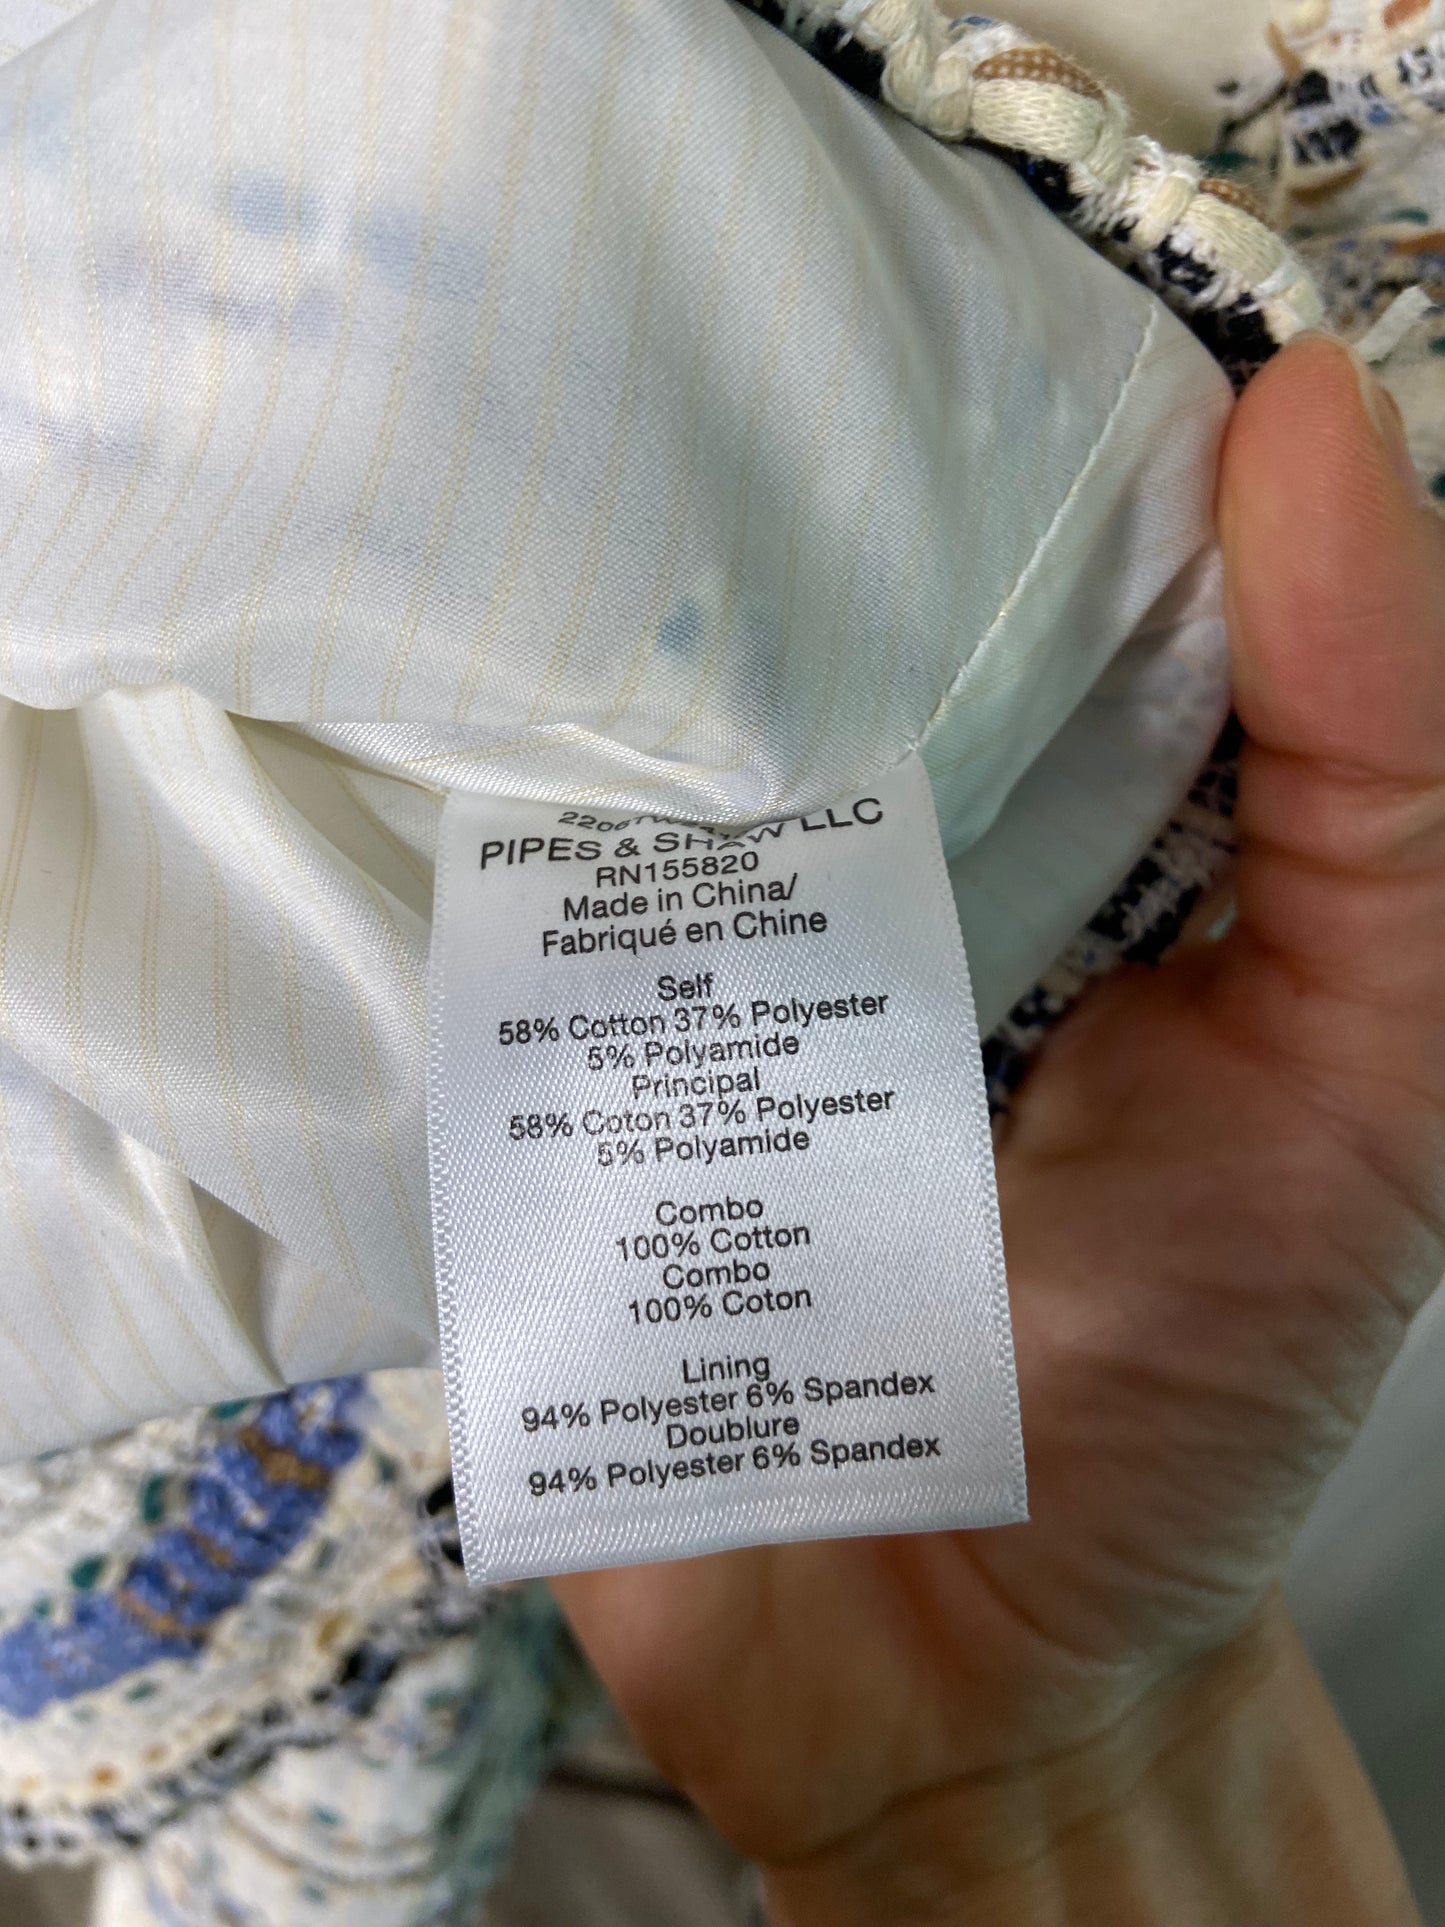 PIPES & SHAW LLC
RN155820
Made in China/
Fabriqué en Chine
Self
58% Cotton 37% Polyester
5% Polyamide
Principal
58% Coton 37% Polyester
5% Polyamide
Combo
100% Cotton
Combo
100% Coton
Lining
94% Polyester 6% Spandex
Doublure
94% Polyester 6% Spandex